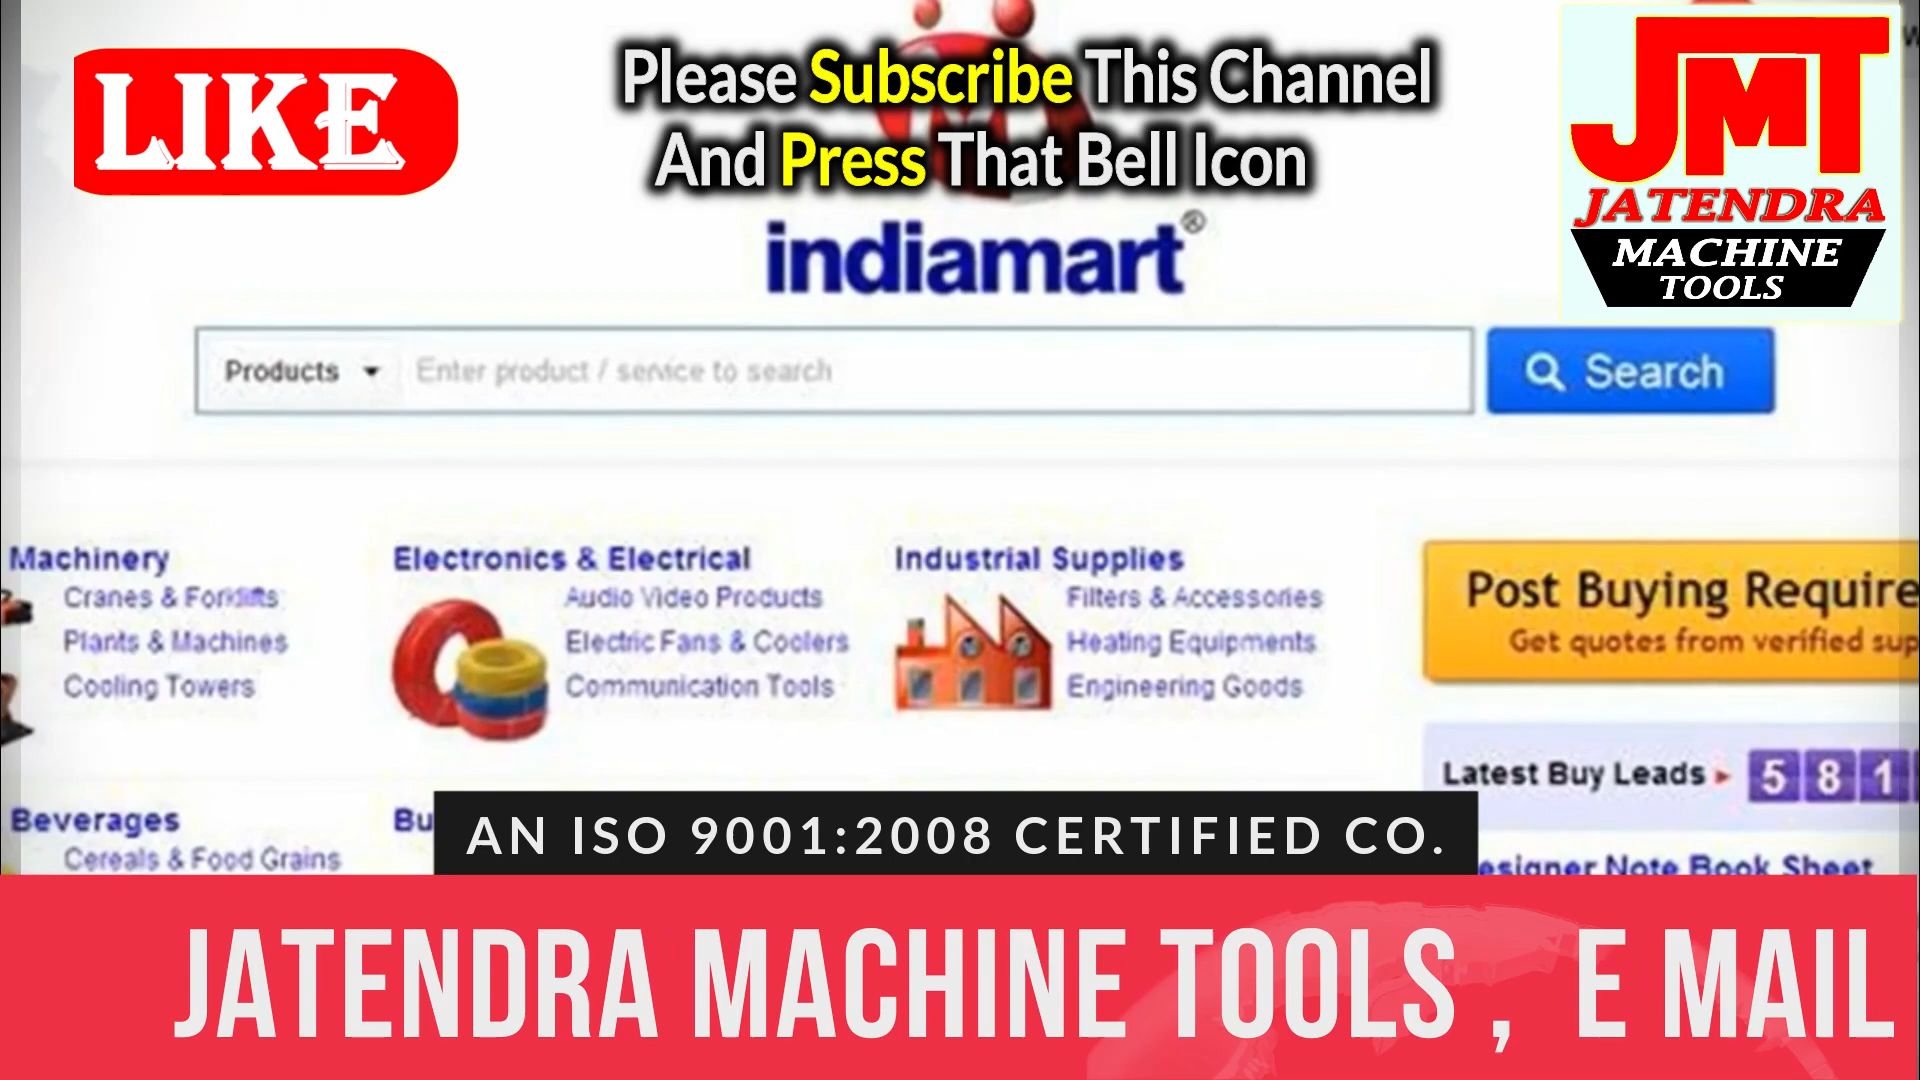 LIKE
Please Subscribe This Channel
And Press That Bell Icon
JMT
JATENDRA
MACHINE
TOOLS
indiamart®
Products
Enter product / service to search
Search
Machinery
Cranes & Forklifts
Plants & Machines
Cooling Towers
Electronics & Electrical
Audio Video Products
Electric Fans & Coolers
Communication Tools
Industrial Supplies
Filters & Accessories
Heating Equipments
Engineering Goods
Post Buying Require
Get quotes from verified sup
Latest Buy Leads
5 8 1
Beverages
Cereals & Food Grains
Bu
esigner Note Book Sheet
AN ISO 9001:2008 CERTIFIED CO.
JATENDRA MACHINE TOOLS , E MAIL